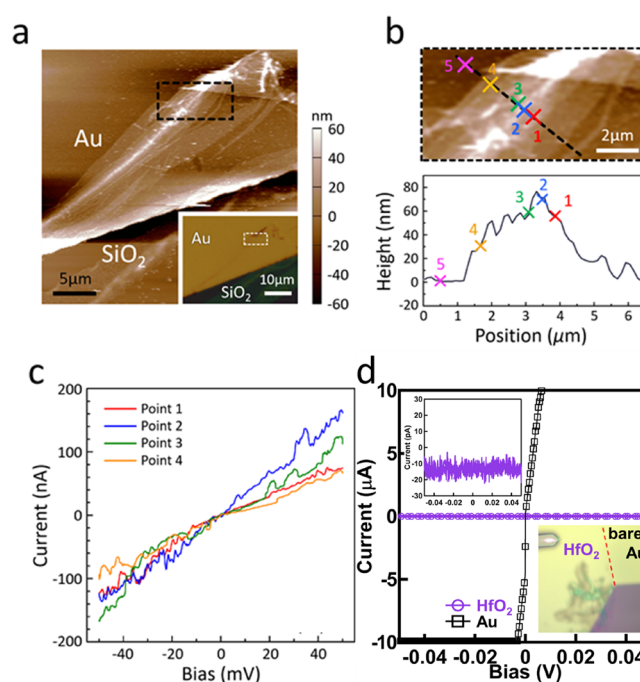 a
nm
60
40
20
0
-20
-40
-60
Au
SiO2
5μm
Au
SiO2
10μm
b
5
4
3
2
1
2μm
Height (nm)
80
60
40
20
0
-20
5
4
3
2
1
0
1
2
3
4
5
6
Position (μm)
c
Current (nA)
200
100
0
-100
-200
Point 1
Point 2
Point 3
Point 4
-40
-20
0
20
40
Bias (mV)
d
Current (μA)
10
5
0
-5
-10
Current (pA)
30
20
10
0
-10
-20
-30
-0.04
-0.02
0
0.02
0.04
HfO2
bare
Au
HfO2
Au
-0.04
-0.02
0
0.02
0.04
Bias (V)